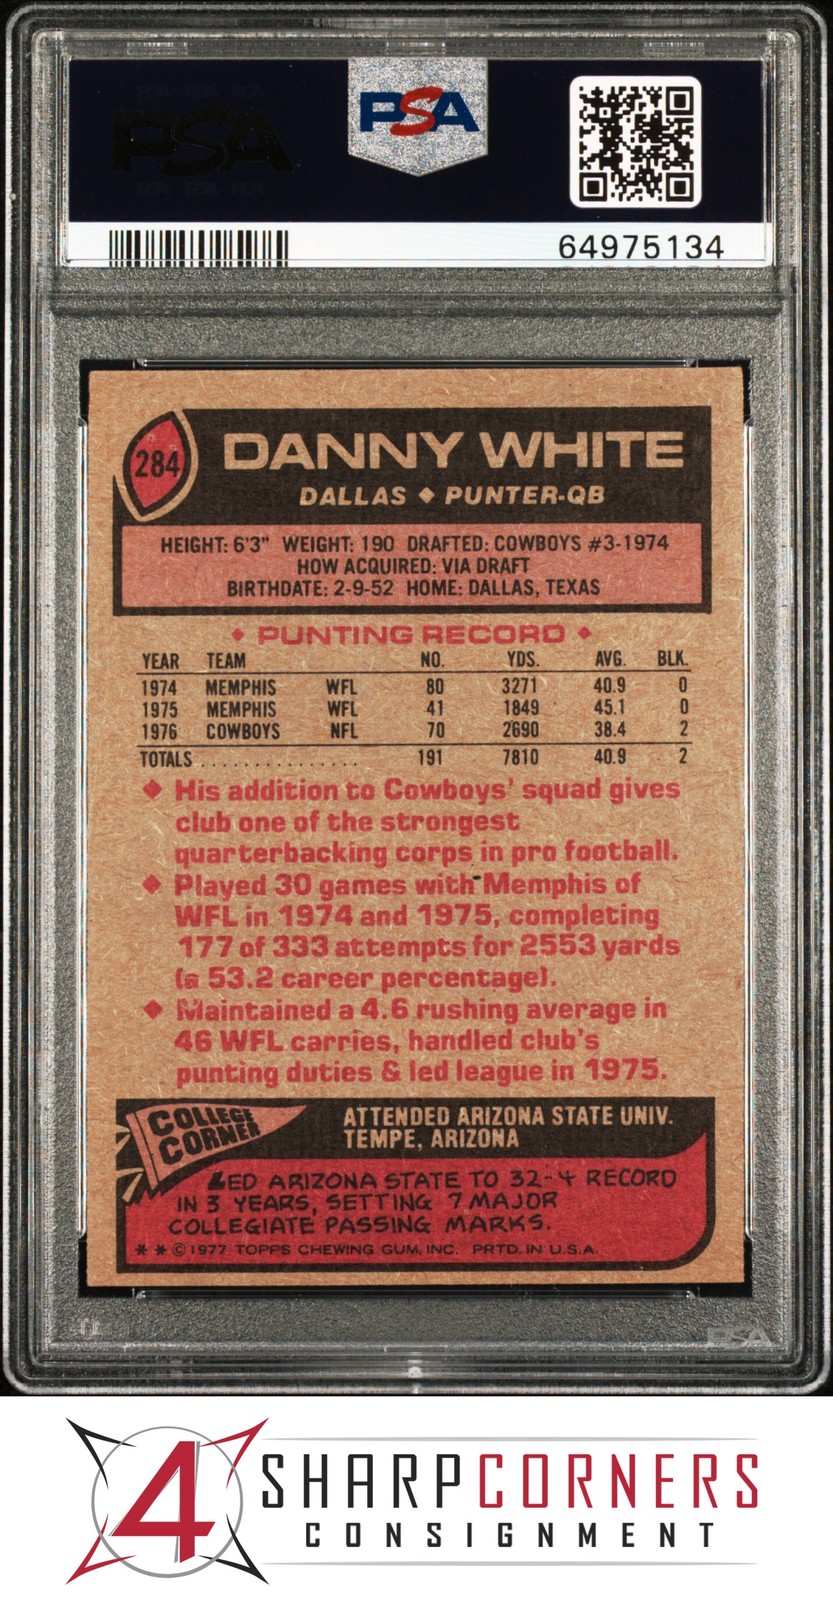 PSA
PSA
64975134
284
DANNY WHITE
DALLAS ◆ PUNTER-QB
HEIGHT: 6'3" WEIGHT: 190 DRAFTED: COWBOYS #3-1974
HOW ACQUIRED: VIA DRAFT
BIRTHDATE: 2-9-52 HOME: DALLAS, TEXAS
◆ PUNTING RECORD ◆
YEAR TEAM NO. YDS. AVG. BLK.
1974 MEMPHIS WFL 80 3271 40.9 0
1975 MEMPHIS WFL 41 1849 45.1 0
1976 COWBOYS NFL 70 2690 38.4 2
TOTALS ............... 191 7810 40.9 2
◆ His addition to Cowboys' squad gives
club one of the strongest
quarterbacking corps in pro football.
◆ Played 30 games with Memphis of
WFL in 1974 and 1975, completing
177 of 333 attempts for 2553 yards
(a 53.2 career percentage).
◆ Maintained a 4.6 rushing average in
46 WFL carries, handled club's
punting duties & led league in 1975.
COLLEGE
CORNER
ATTENDED ARIZONA STATE UNIV.
TEMPE, ARIZONA
LED ARIZONA STATE TO 32-4 RECORD
IN 3 YEARS, SETTING 7 MAJOR
COLLEGIATE PASSING MARKS.
* * © 1977 TOPPS CHEWING GUM, INC. PRTD. IN U.S.A.
PSA
4 SHARPCORNERS
CONSIGNMENT